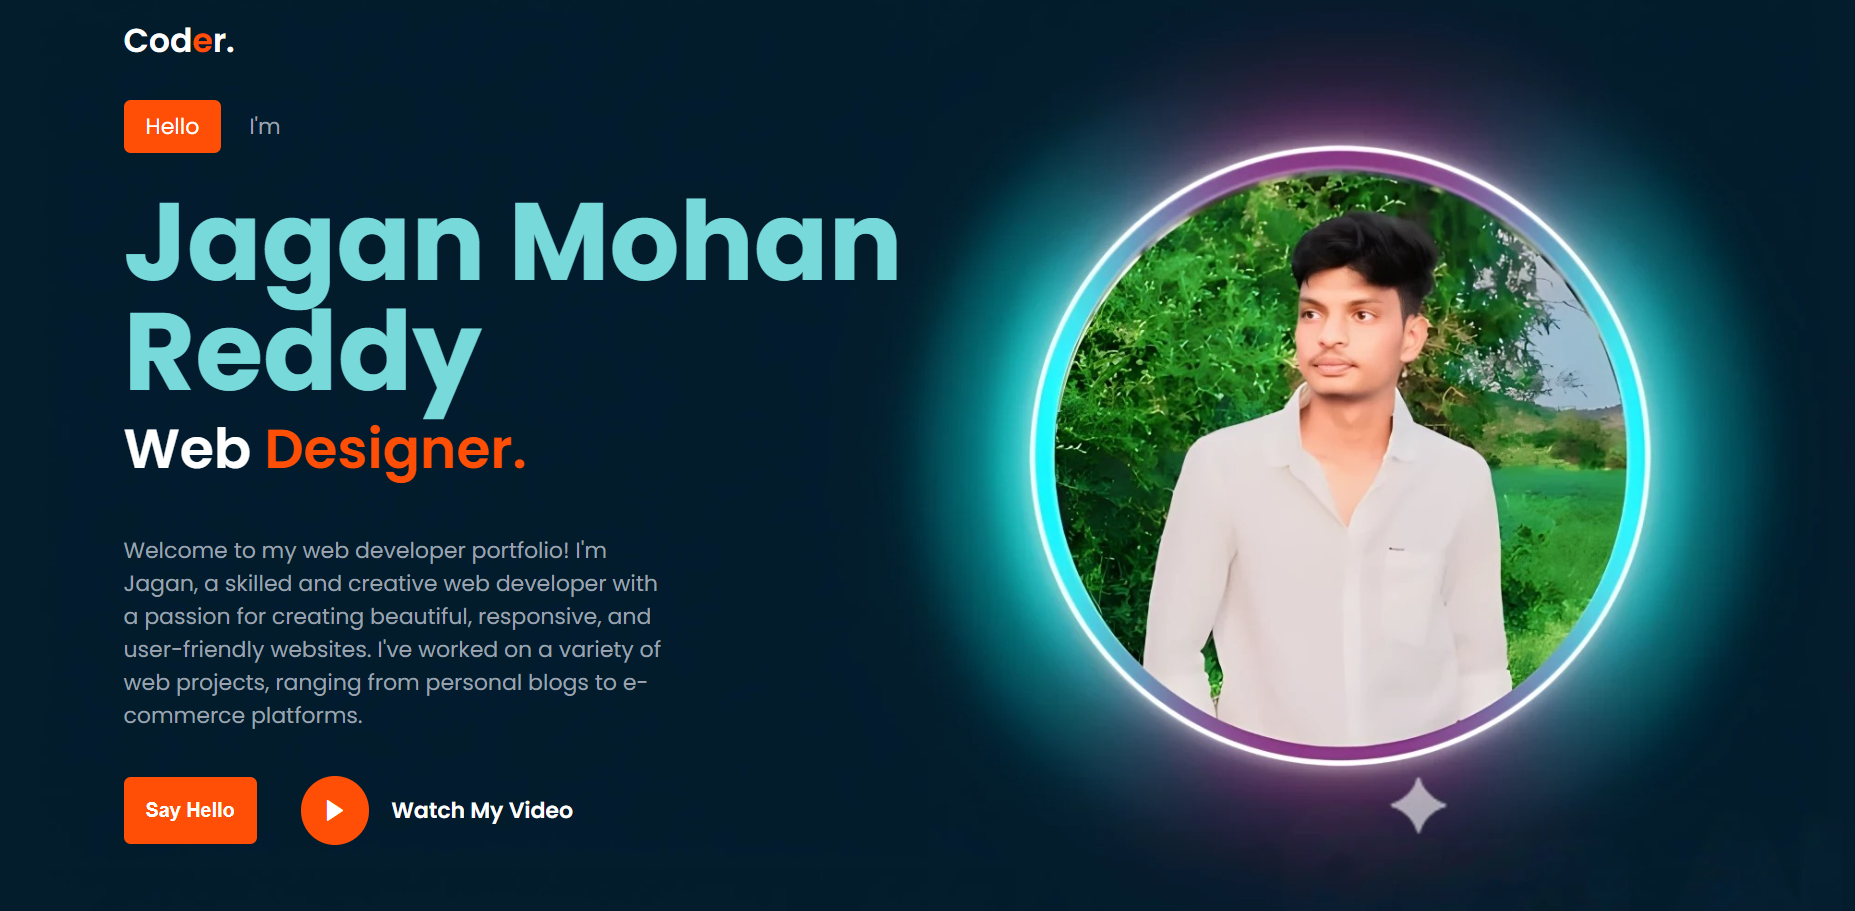 Coder.
Hello I'm
Jagan Mohan
Reddy
Web Designer.
Welcome to my web developer portfolio! I'm
Jagan, a skilled and creative web developer with
a passion for creating beautiful, responsive, and
user-friendly websites. I've worked on a variety of
web projects, ranging from personal blogs to e-
commerce platforms.
Say Hello Watch My Video